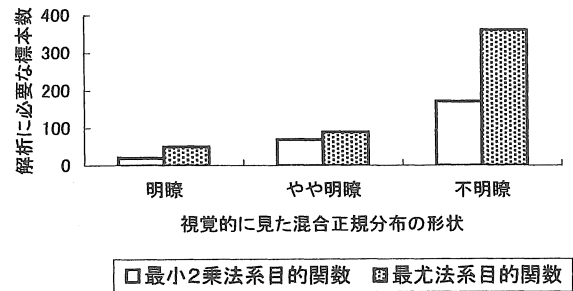 解析に必要な標本数
400
300
200
100
0
明瞭
やや明瞭
不明瞭
視覚的に見た混合正規分布の形状
最小2乗法系目的関数
最尤法系目的関数